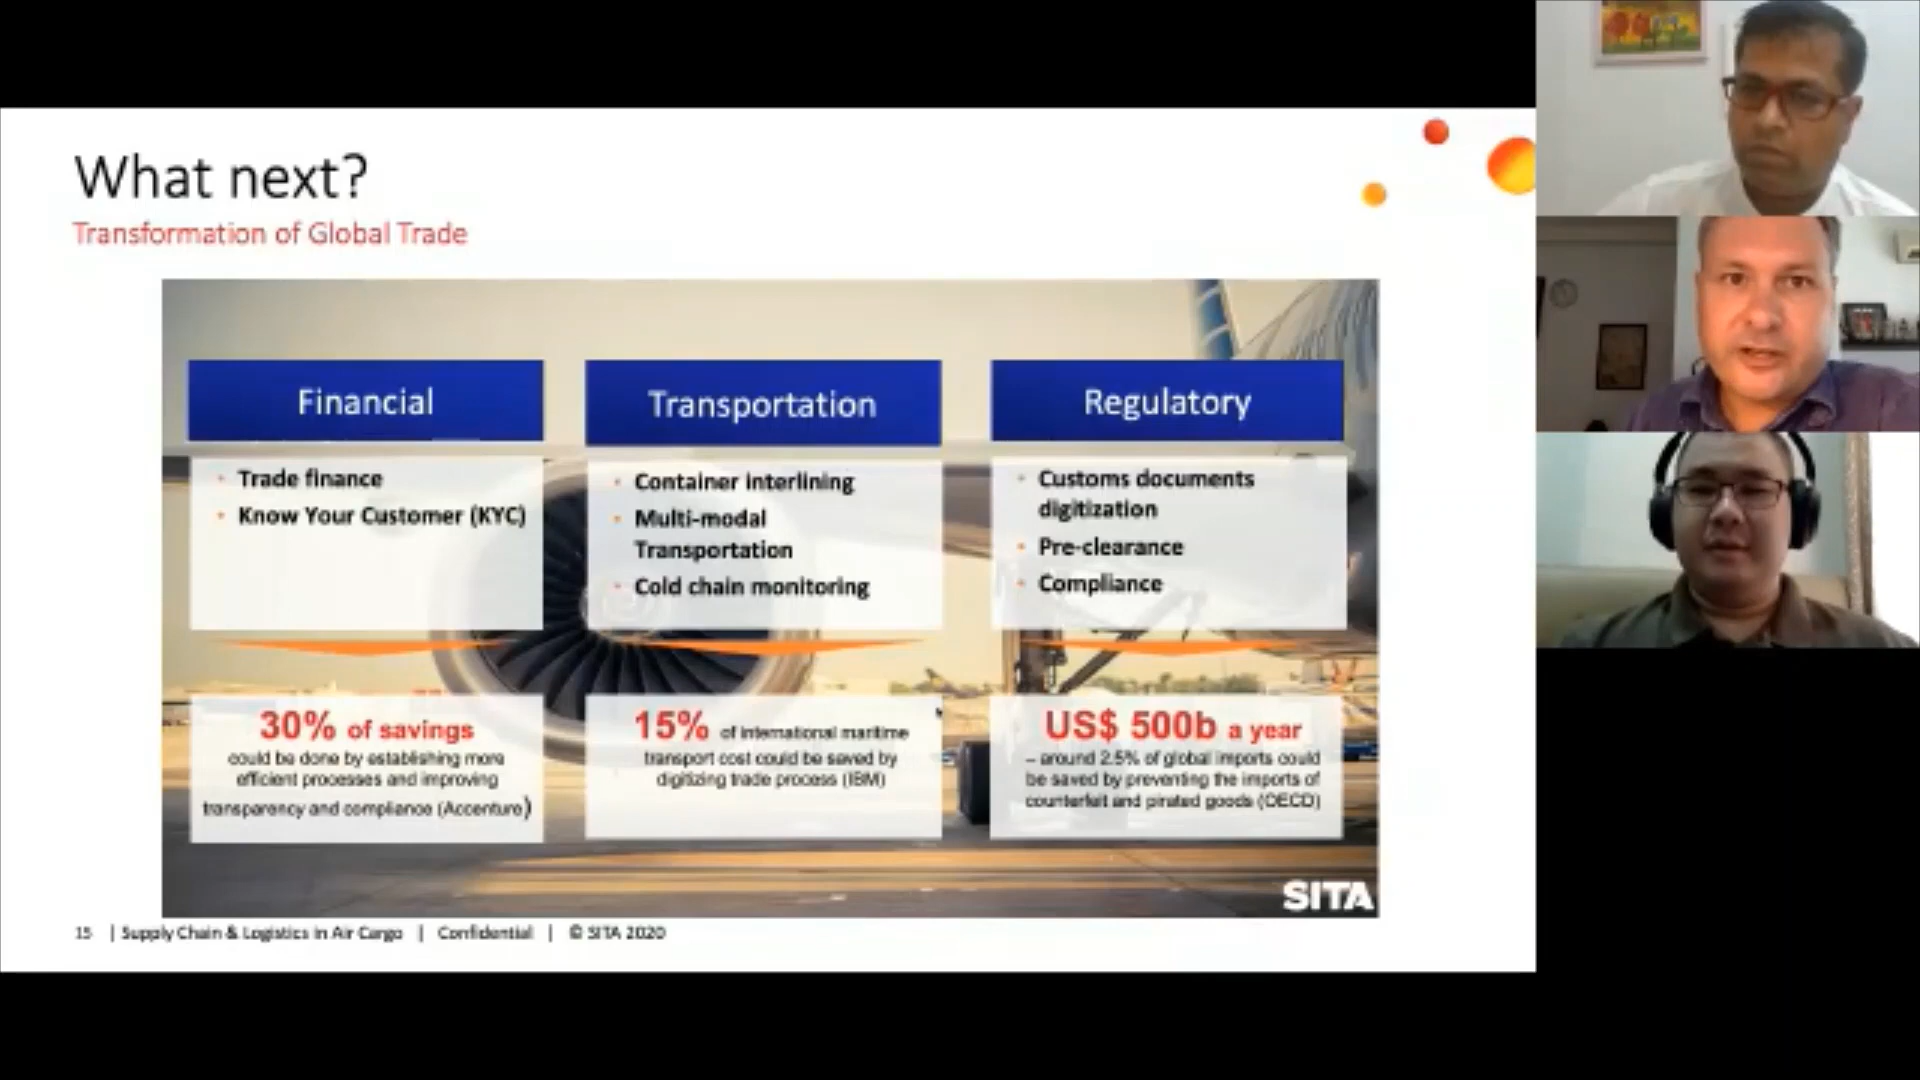 What next?
Transformation of Global Trade
Financial
Trade finance
Know Your Customer (KYC)
30% of savings
could be done by establishing more
efficient processes and improving
transparency and compliance (Accenture)
Transportation
Container interlining
Multi-modal
Transportation
Cold chain monitoring
15% of international maritime
transport cost could be saved by
digitizing trade process (IBM)
Regulatory
Customs documents
digitization
Pre-clearance
Compliance
US$ 500b a year
– around 2.5% of global imports could
be saved by preventing the imports of
counterfeit and pirated goods (OECD)
SITA
15 | Supply Chain & Logistics in Air Cargo | Confidential | © SITA 2020